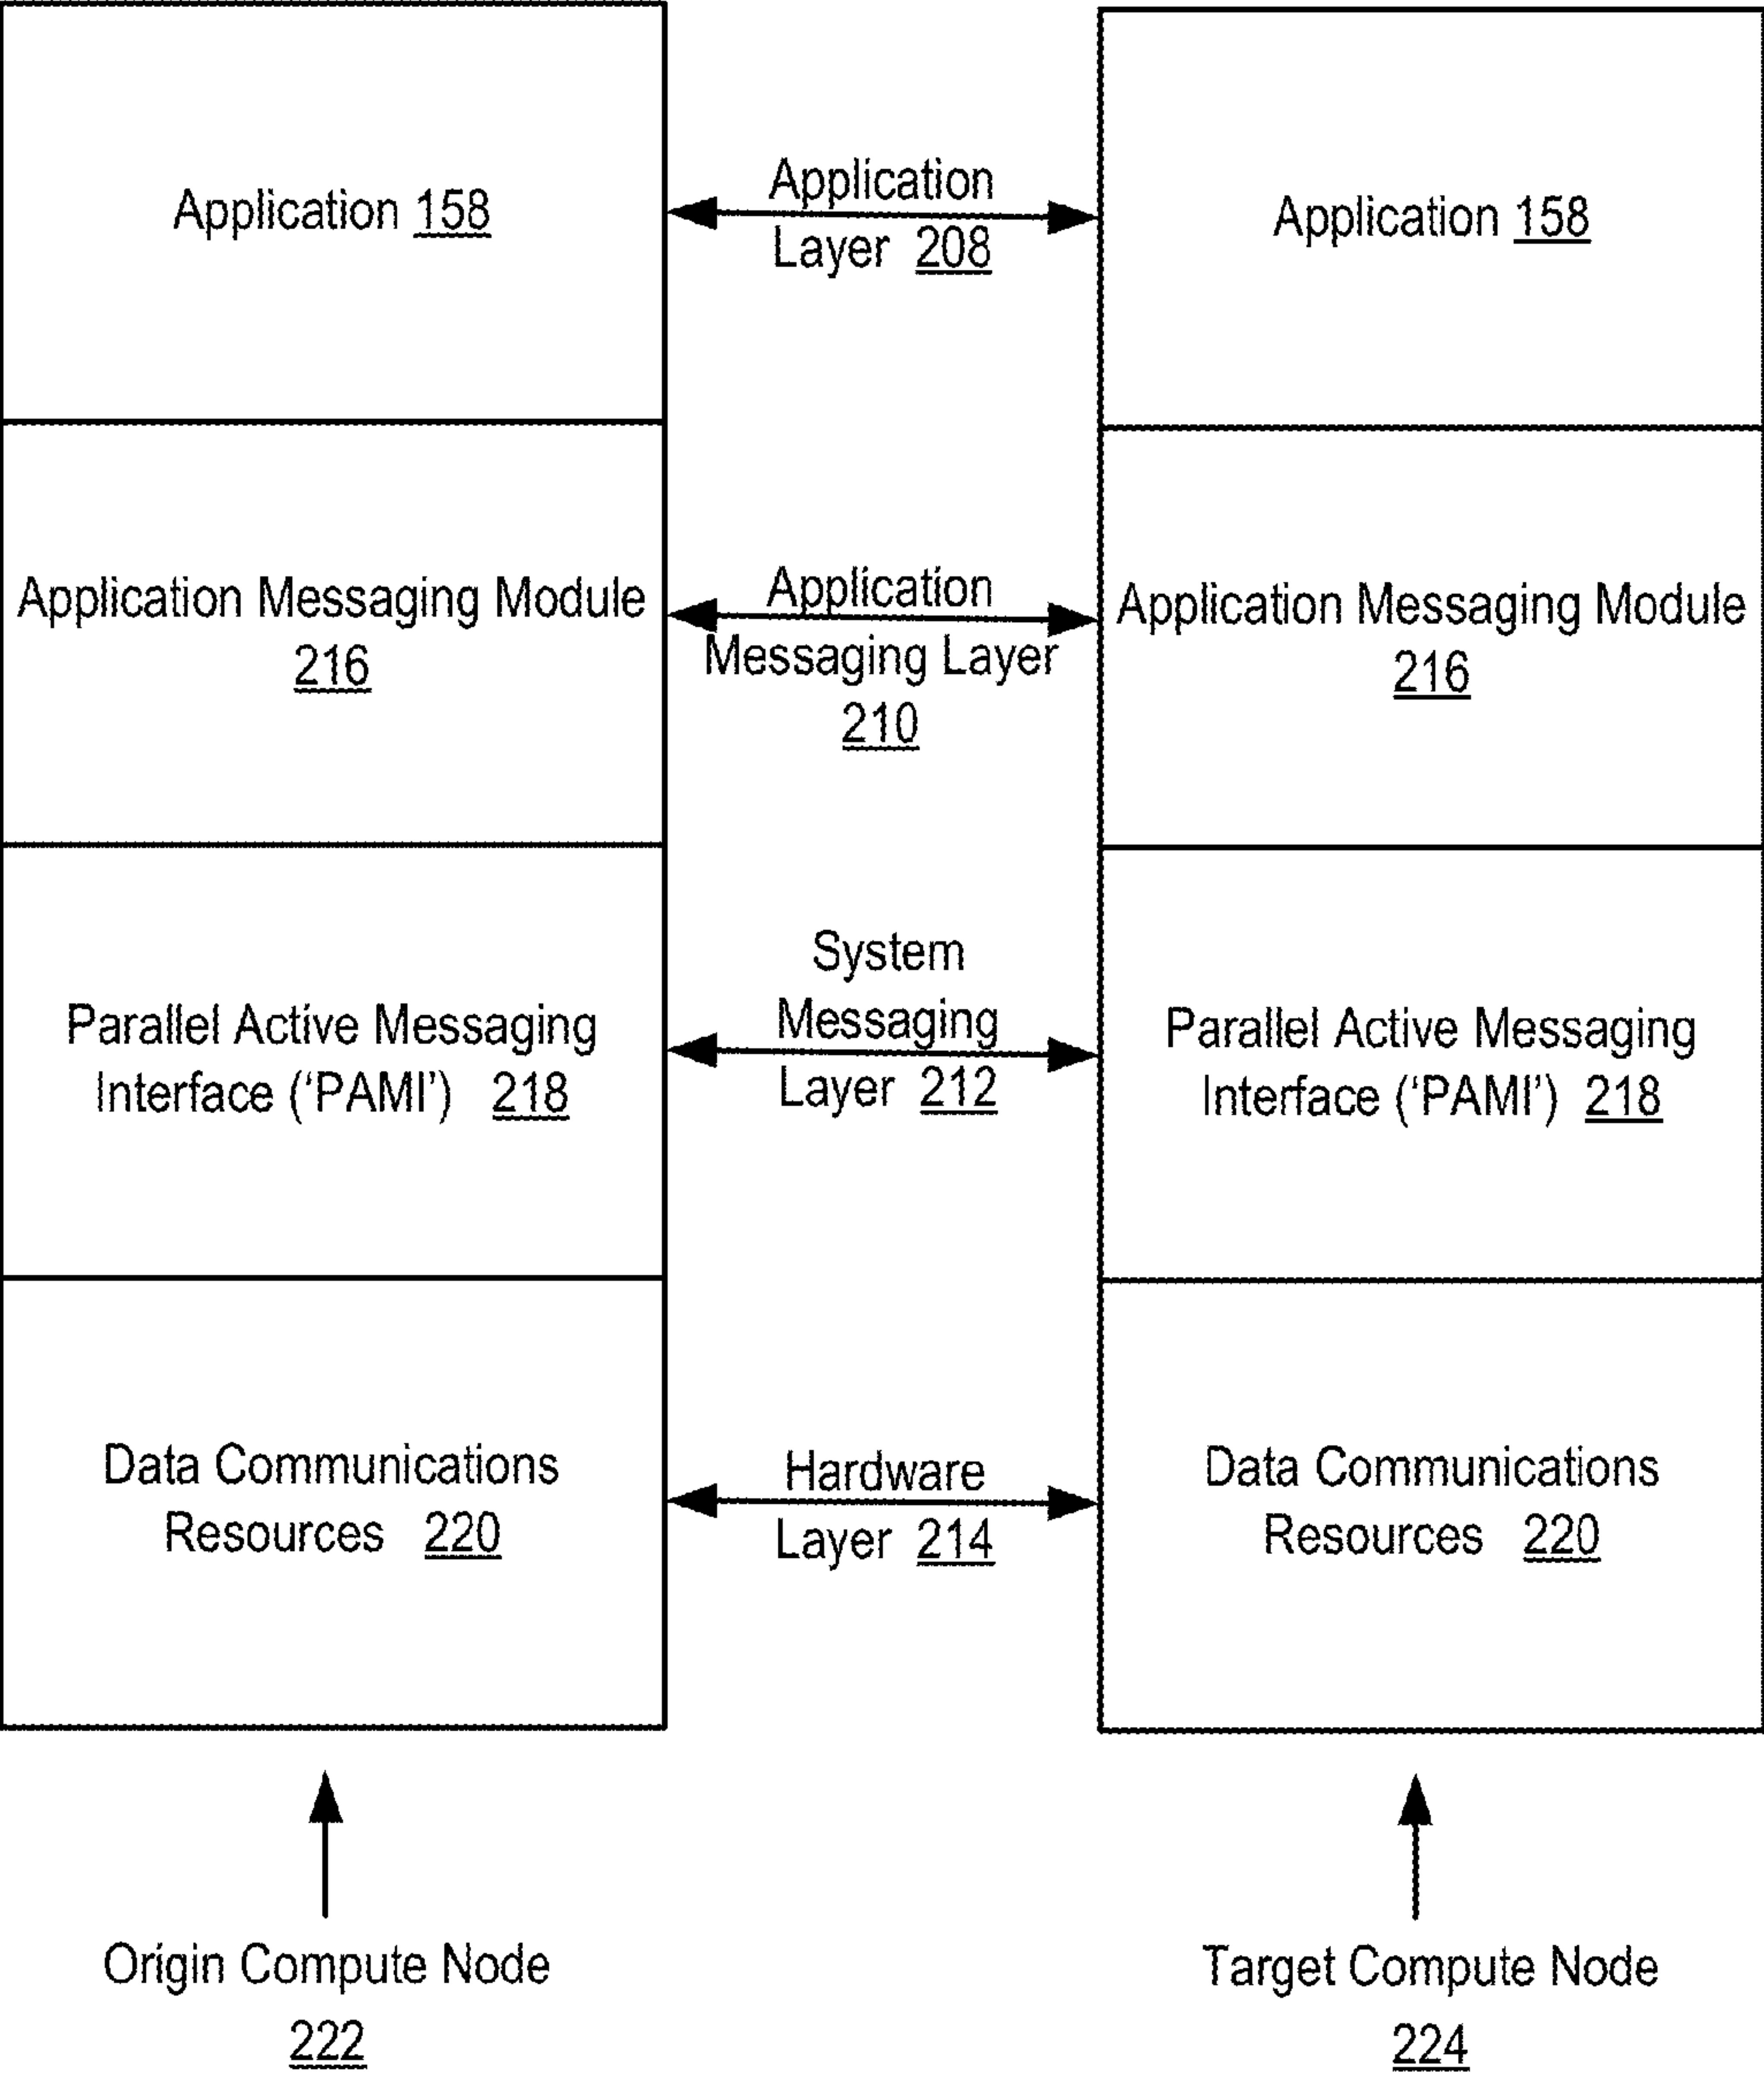 Application 158
Application
Layer 208
Application 158
Application Messaging Module
216
Application
Messaging Layer
210
Application Messaging Module
216
Parallel Active Messaging
Interface (‘PAMI’) 218
System
Messaging
Layer 212
Parallel Active Messaging
Interface (‘PAMI’) 218
Data Communications
Resources 220
Hardware
Layer 214
Data Communications
Resources 220
Origin Compute Node
222
Target Compute Node
224